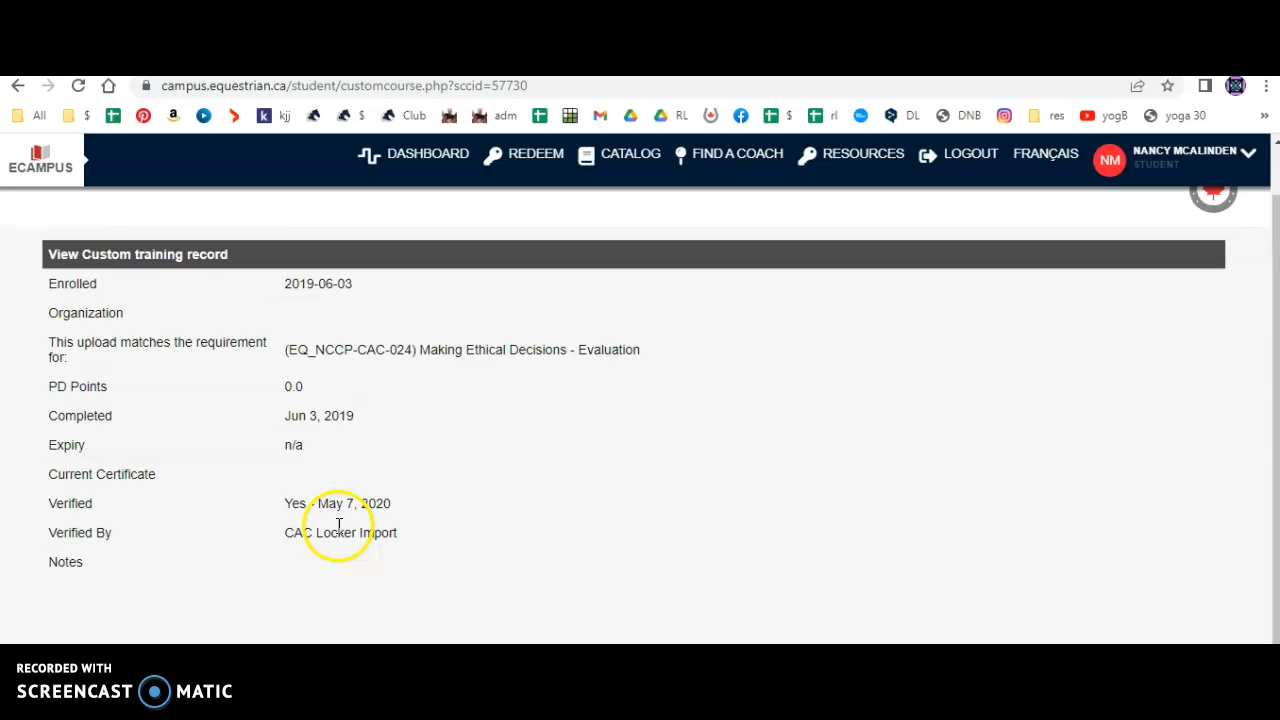 campus.equestrian.ca/student/customcourse.php?sccid=57730
All $ kjj $ Club adm RL $ rl DL DNB res yogB yoga 30 »
ECAMPUS DASHBOARD REDEEM CATALOG FIND A COACH RESOURCES LOGOUT FRANÇAIS NM NANCY MCALINDEN
STUDENT
View Custom training record
Enrolled 2019-06-03
Organization
This upload matches the requirement
for: (EQ_NCCP-CAC-024) Making Ethical Decisions - Evaluation
PD Points 0.0
Completed Jun 3, 2019
Expiry n/a
Current Certificate
Verified Yes - May 7, 2020
Verified By CAC Locker Import
Notes
RECORDED WITH
SCREENCAST MATIC